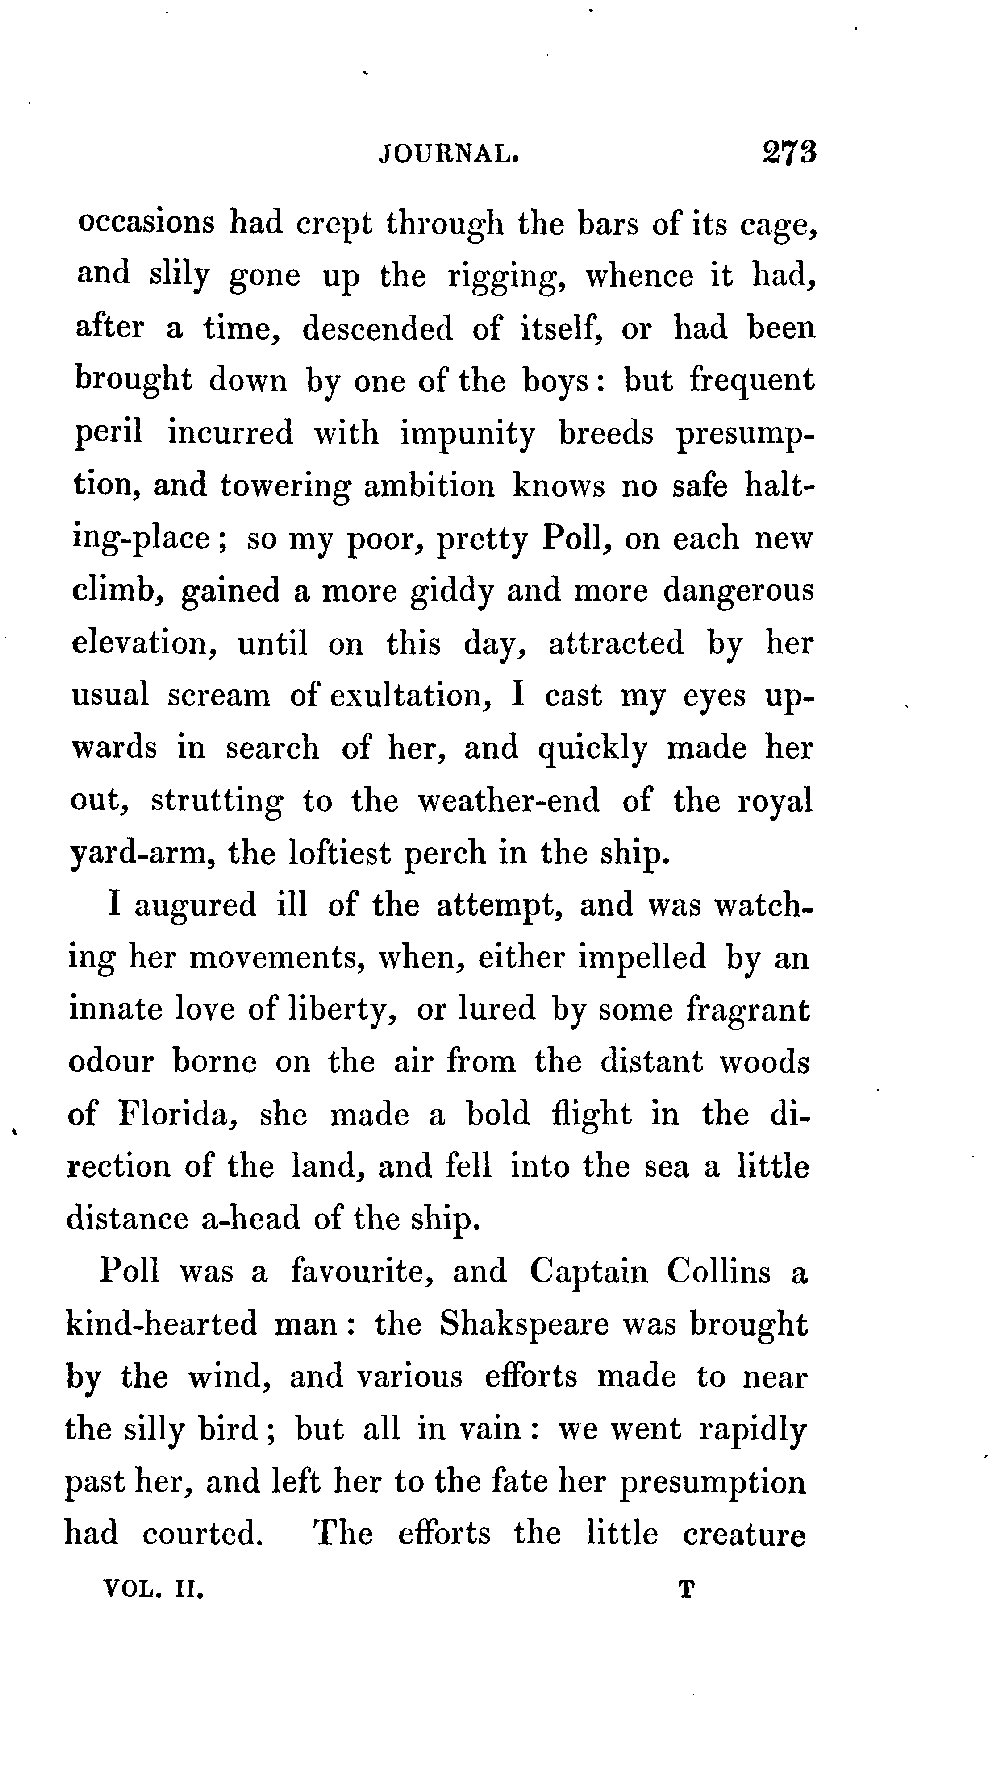 JOURNAL. 273
occasions had crept through the bars of its cage,
and slily gone up the rigging, whence it had,
after a time, descended of itself, or had been
brought down by one of the boys: but frequent
peril incurred with impunity breeds presump-
tion, and towering ambition knows no safe halt-
ing-place; so my poor, pretty Poll, on each new
climb, gained a more giddy and more dangerous
elevation, until on this day, attracted by her
usual scream of exultation, I cast my eyes up-
wards in search of her, and quickly made her
out, strutting to the weather-end of the royal
yard-arm, the loftiest perch in the ship.
I augured ill of the attempt, and was watch-
ing her movements, when, either impelled by an
innate love of liberty, or lured by some fragrant
odour borne on the air from the distant woods
of Florida, she made a bold flight in the di-
rection of the land, and fell into the sea a little
distance a-head of the ship.
Poll was a favourite, and Captain Collins a
kind-hearted man: the Shakspeare was brought
by the wind, and various efforts made to near
the silly bird; but all in vain: we went rapidly
past her, and left her to the fate her presumption
had courted. The efforts the little creature
VOL. II. T